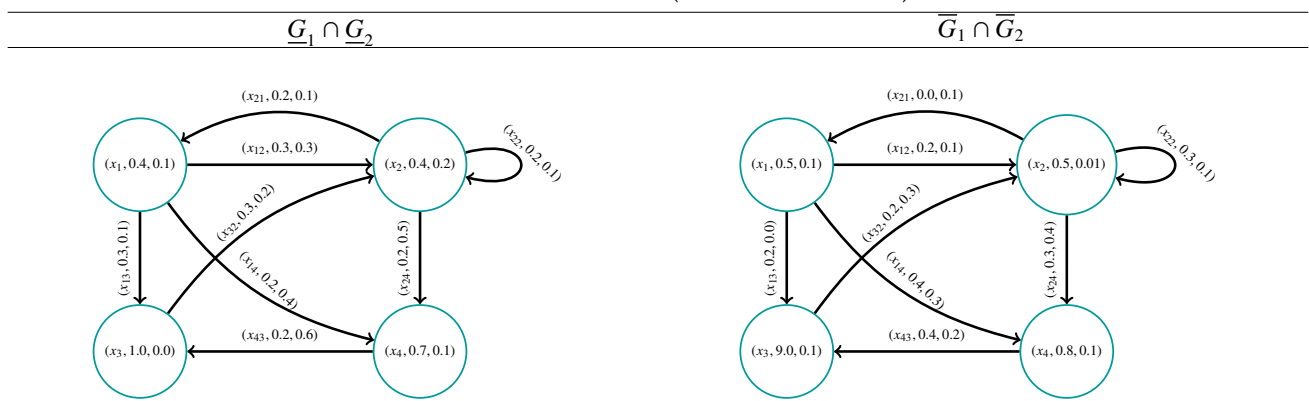 G̲₁ ∩ G̲₂
(x₂₁, 0.2, 0.1)
(x₁, 0.4, 0.1)
(x₁₂, 0.3, 0.3)
(x₂, 0.4, 0.2)
(x₂₂, 0.2, 0.1)
(x₃₂, 0.3, 0.2)
(x₁₃, 0.3, 0.1)
(x₁₄, 0.2, 0.4)
(x₂₄, 0.2, 0.5)
(x₃, 1.0, 0.0)
(x₄₃, 0.2, 0.6)
(x₄, 0.7, 0.1)
G̅₁ ∩ G̅₂
(x₂₁, 0.0, 0.1)
(x₁, 0.5, 0.1)
(x₁₂, 0.2, 0.1)
(x₂, 0.5, 0.01)
(x₂₂, 0.3, 0.1)
(x₃₂, 0.2, 0.3)
(x₁₃, 0.2, 0.0)
(x₁₄, 0.4, 0.3)
(x₂₄, 0.3, 0.4)
(x₃, 9.0, 0.1)
(x₄₃, 0.4, 0.2)
(x₄, 0.8, 0.1)